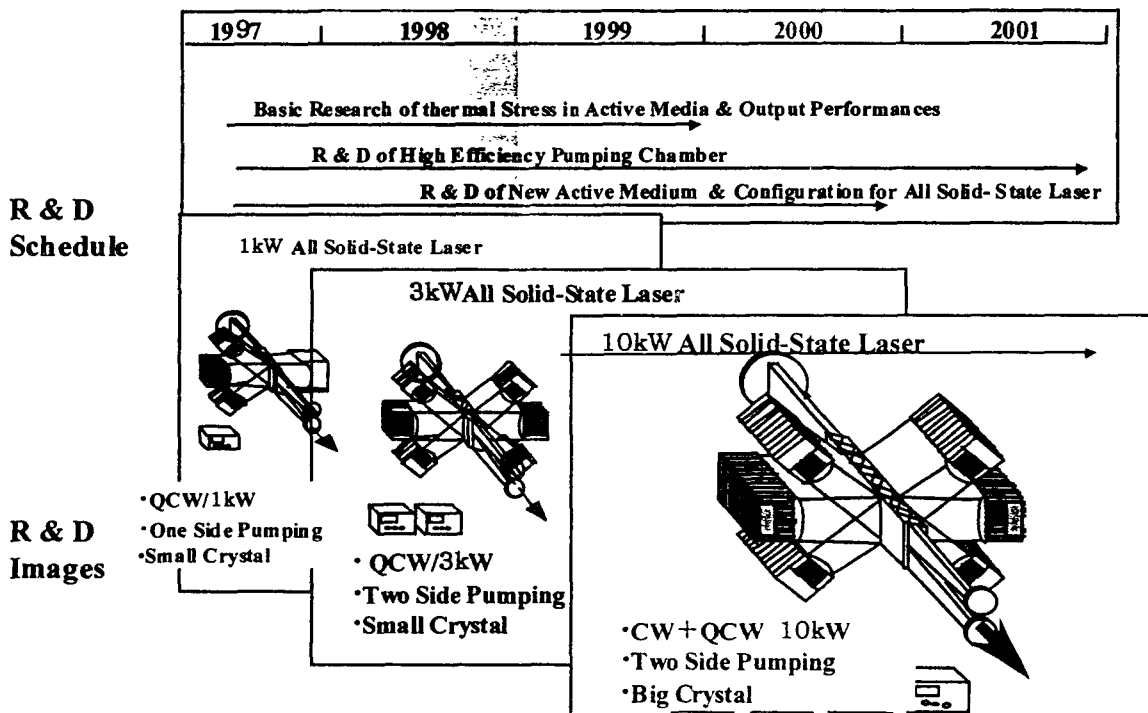 1997 1998 1999 2000 2001
Basic Research of thermal Stress in Active Media & Output Performances
R & D of High Efficiency Pumping Chamber
R & D of New Active Medium & Configuration for All Solid-State Laser
R & D
Schedule
1kW All Solid-State Laser
3kW All Solid-State Laser
10kW All Solid-State Laser
R & D
Images
·QCW/1kW
·One Side Pumping
·Small Crystal
·QCW/3kW
·Two Side Pumping
·Small Crystal
·CW+QCW 10kW
·Two Side Pumping
·Big Crystal